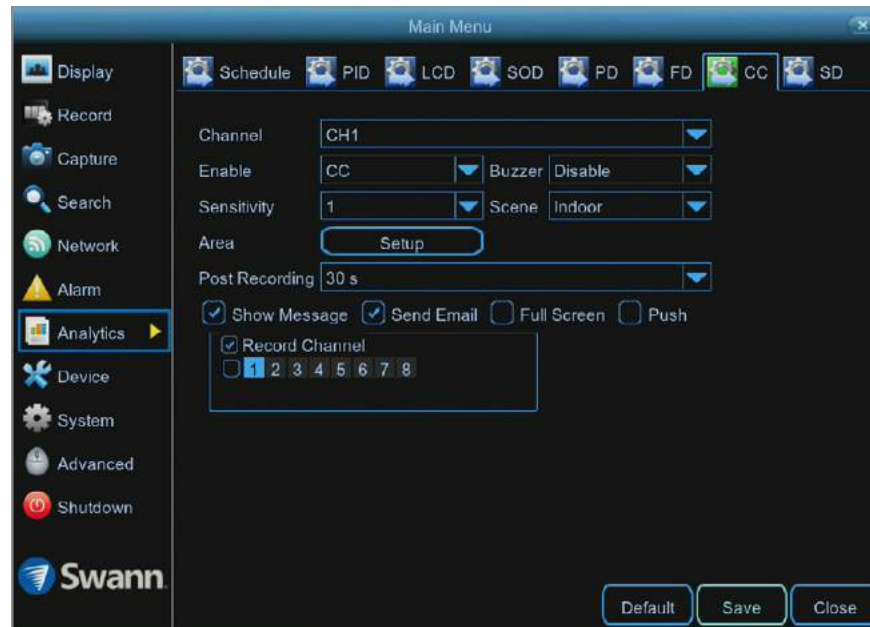 Main Menu
Display
Record
Capture
Search
Network
Alarm
Analytics
Device
System
Advanced
Shutdown
Swann
Schedule PID LCD SOD PD FD CC SD
Channel CH1
Enable CC Buzzer Disable
Sensitivity 1 Scene Indoor
Area Setup
Post Recording 30 s
Show Message Send Email Full Screen Push
Record Channel
1 2 3 4 5 6 7 8
Default Save Close